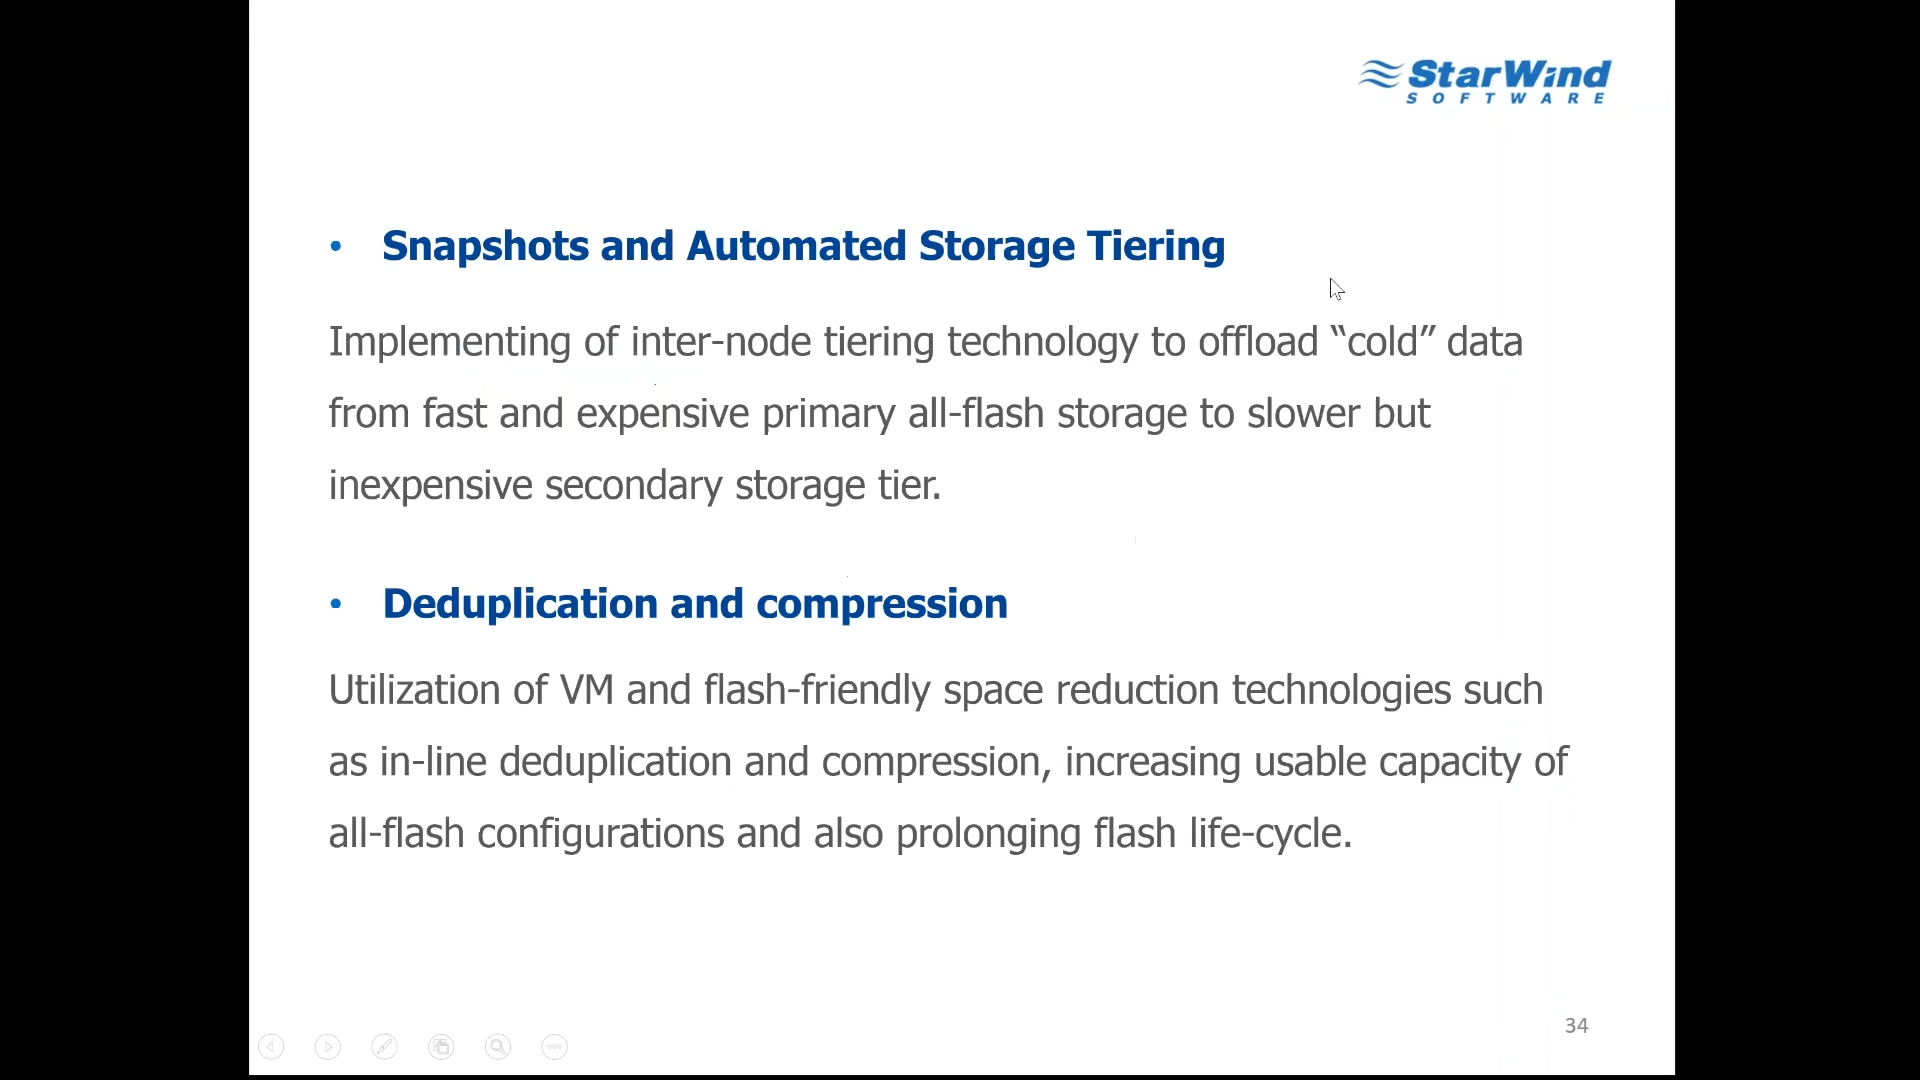 StarWind
SOFTWARE
• Snapshots and Automated Storage Tiering
Implementing of inter-node tiering technology to offload “cold” data
from fast and expensive primary all-flash storage to slower but
inexpensive secondary storage tier.
• Deduplication and compression
Utilization of VM and flash-friendly space reduction technologies such
as in-line deduplication and compression, increasing usable capacity of
all-flash configurations and also prolonging flash life-cycle.
34